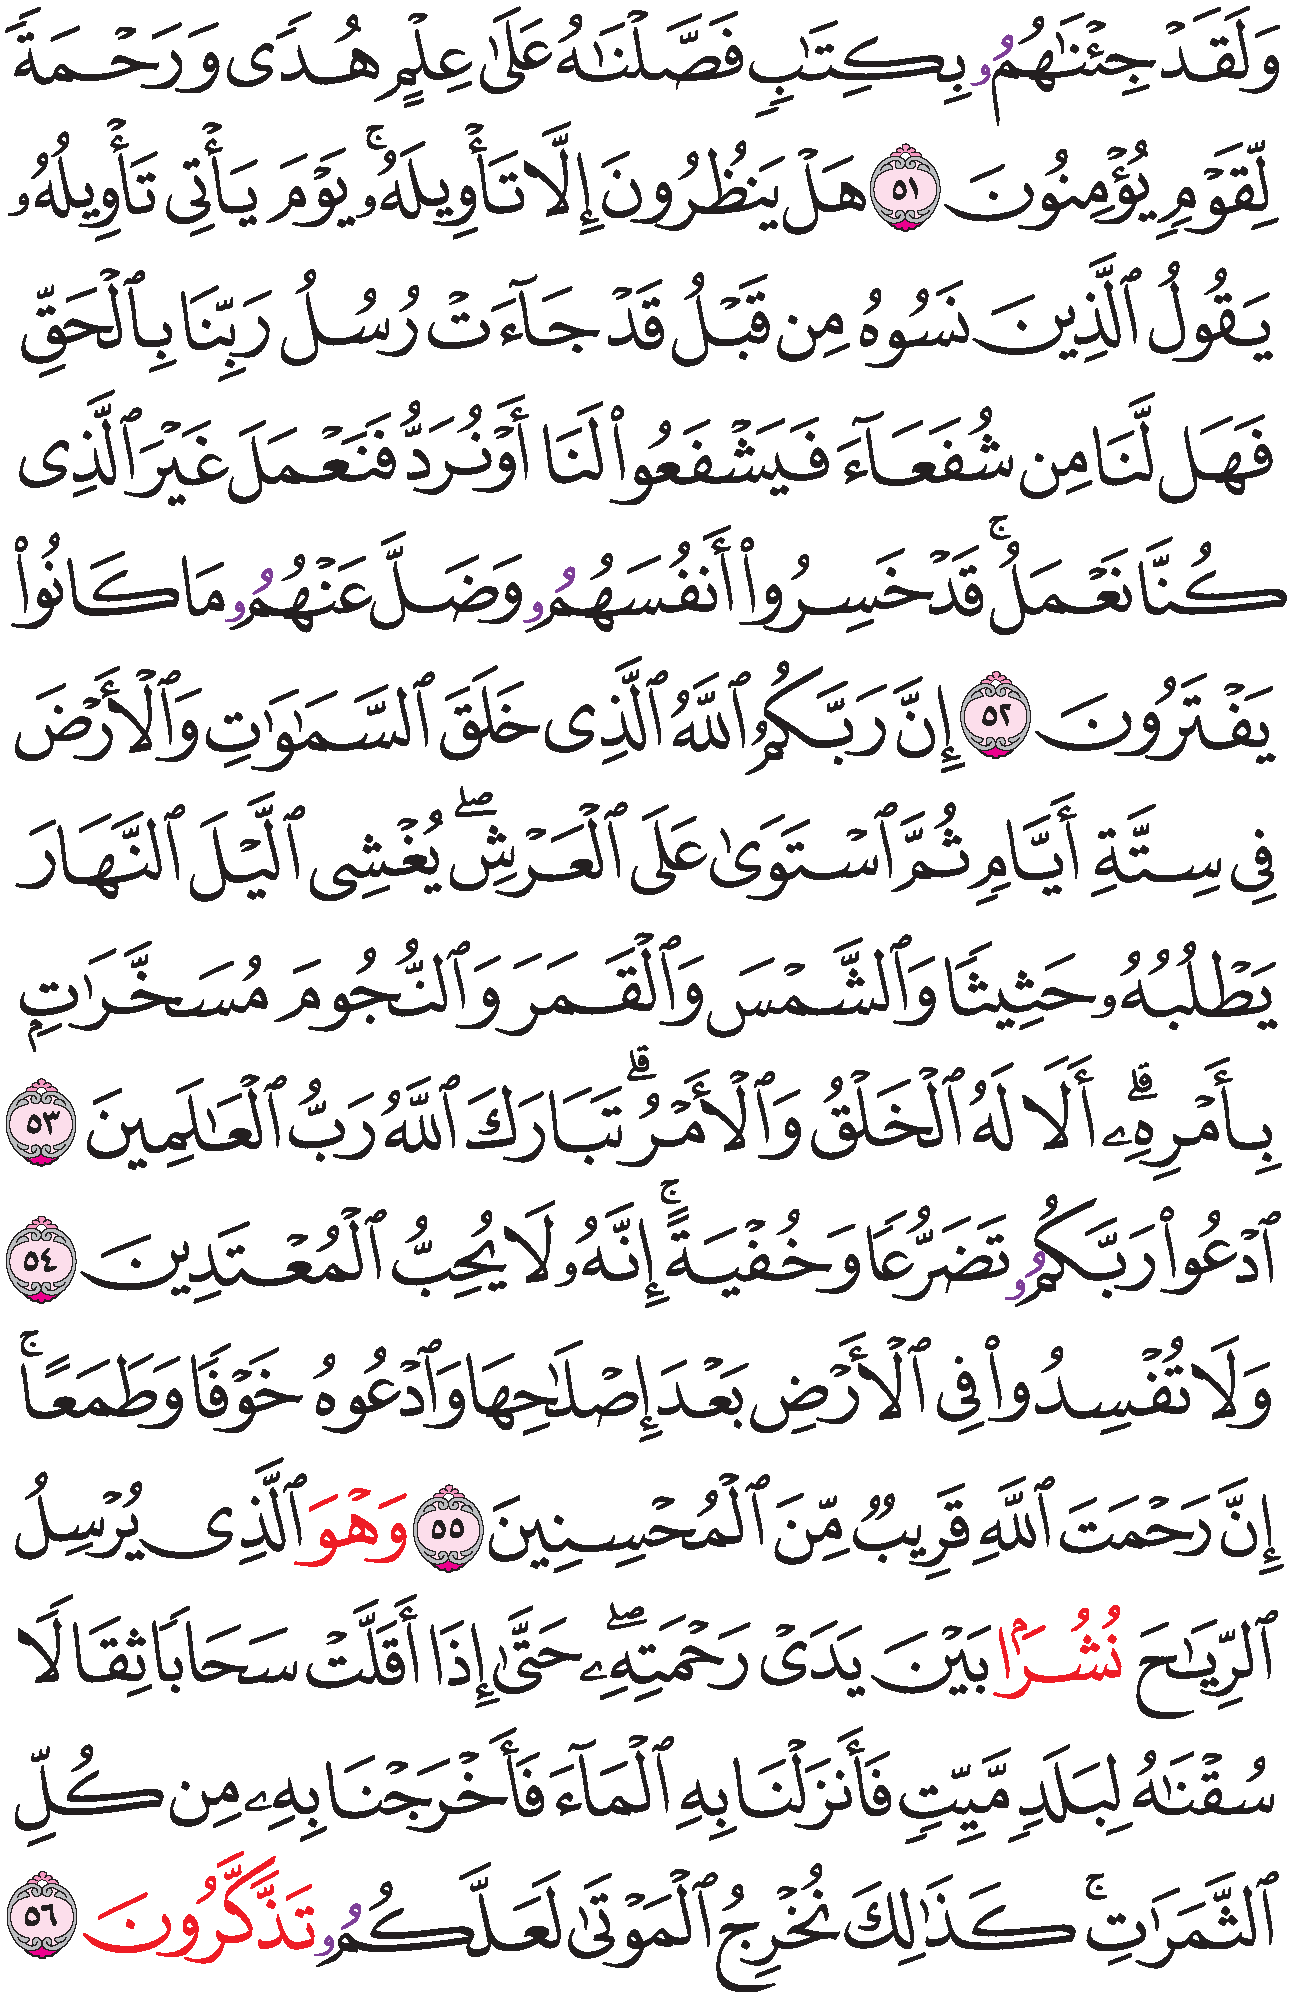 وَلَقَدۡ جِئۡنَٰهُمُۥ بِكِتَٰبٖ فَصَّلۡنَٰهُ عَلَىٰ عِلۡمٍ هُدٗى وَرَحۡمَةٗ
لِّقَوۡمٖ يُؤۡمِنُونَ ٥١ هَلۡ يَنظُرُونَ إِلَّا تَأۡوِيلَهُۥۚ يَوۡمَ يَأۡتِي تَأۡوِيلُهُۥ
يَقُولُ ٱلَّذِينَ نَسُوهُ مِن قَبۡلُ قَدۡ جَآءَتۡ رُسُلُ رَبِّنَا بِٱلۡحَقِّ
فَهَل لَّنَا مِن شُفَعَآءَ فَيَشۡفَعُواْ لَنَا أَوۡ نُرَدُّ فَنَعۡمَلَ غَيۡرَ ٱلَّذِي
كُنَّا نَعۡمَلُۚ قَدۡ خَسِرُوٓاْ أَنفُسَهُمُۥ وَضَلَّ عَنۡهُمُۥ مَا كَانُواْ
يَفۡتَرُونَ ٥٢ إِنَّ رَبَّكُمُ ٱللَّهُ ٱلَّذِي خَلَقَ ٱلسَّمَٰوَٰتِ وَٱلۡأَرۡضَ
فِي سِتَّةِ أَيَّامٖ ثُمَّ ٱسۡتَوَىٰ عَلَى ٱلۡعَرۡشِۖ يُغۡشِي ٱلَّيۡلَ ٱلنَّهَارَ
يَطۡلُبُهُۥ حَثِيثٗا وَٱلشَّمۡسَ وَٱلۡقَمَرَ وَٱلنُّجُومَ مُسَخَّرَٰتِۭ
بِأَمۡرِهِۦۗ أَلَا لَهُ ٱلۡخَلۡقُ وَٱلۡأَمۡرُۗ تَبَارَكَ ٱللَّهُ رَبُّ ٱلۡعَٰلَمِينَ ٥٣
ٱدۡعُواْ رَبَّكُمُۥ تَضَرُّعٗا وَخُفۡيَةًۚ إِنَّهُۥ لَا يُحِبُّ ٱلۡمُعۡتَدِينَ ٥٤
وَلَا تُفۡسِدُواْ فِي ٱلۡأَرۡضِ بَعۡدَ إِصۡلَٰحِهَا وَٱدۡعُوهُ خَوۡفٗا وَطَمَعًاۚ
إِنَّ رَحۡمَتَ ٱللَّهِ قَرِيبٞ مِّنَ ٱلۡمُحۡسِنِينَ ٥٥ وَهۡوَ ٱلَّذِي يُرۡسِلُ
ٱلرِّيَٰحَ نُشُرَۢا بَيۡنَ يَدَيۡ رَحۡمَتِهِۦۖ حَتَّىٰٓ إِذَآ أَقَلَّتۡ سَحَابٗا ثِقَالٗا
سُقۡنَٰهُ لِبَلَدٖ مَّيِّتٖ فَأَنزَلۡنَا بِهِ ٱلۡمَآءَ فَأَخۡرَجۡنَا بِهِۦ مِن كُلِّ
ٱلثَّمَرَٰتِۚ كَذَٰلِكَ نُخۡرِجُ ٱلۡمَوۡتَىٰ لَعَلَّكُمُۥ تَذَّكَّرُونَ ٥٦